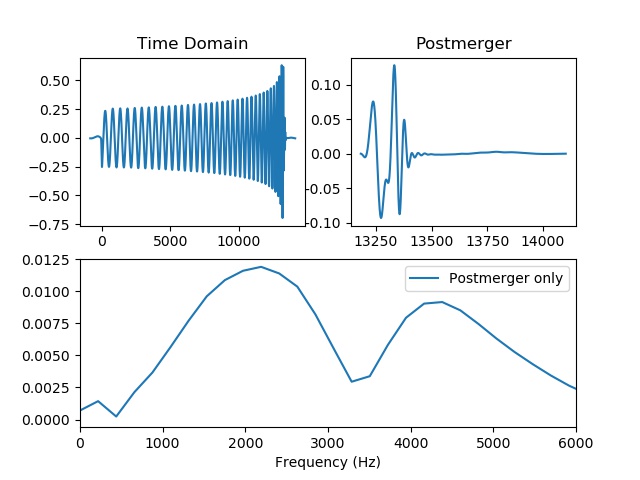 Time Domain
Postmerger
0.50
0.25
0.00
−0.25
−0.50
−0.75
0 5000 10000
0.10
0.05
0.00
−0.05
−0.10
13250 13500 13750 14000
0.0125
0.0100
0.0075
0.0050
0.0025
0.0000
Postmerger only
0 1000 2000 3000 4000 5000 6000
Frequency (Hz)